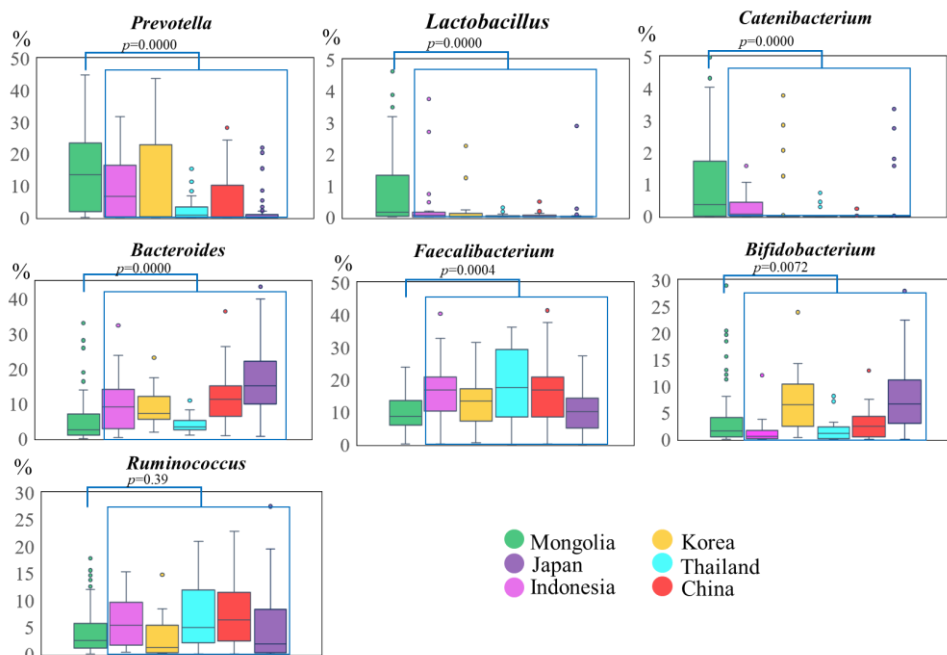 Prevotella
Lactobacillus
Catenibacterium
%
p=0.0000
50
40
30
20
10
0
%
p=0.0000
5
4
3
2
1
0
%
p=0.0000
5
4
3
2
1
0
Bacteroides
Faecalibacterium
Bifidobacterium
%
p=0.0000
40
30
20
10
0
%
p=0.0004
50
40
30
20
10
0
%
p=0.0072
30
25
20
15
10
5
0
Ruminococcus
%
p=0.39
30
25
20
15
10
5
0
Mongolia
Japan
Indonesia
Korea
Thailand
China